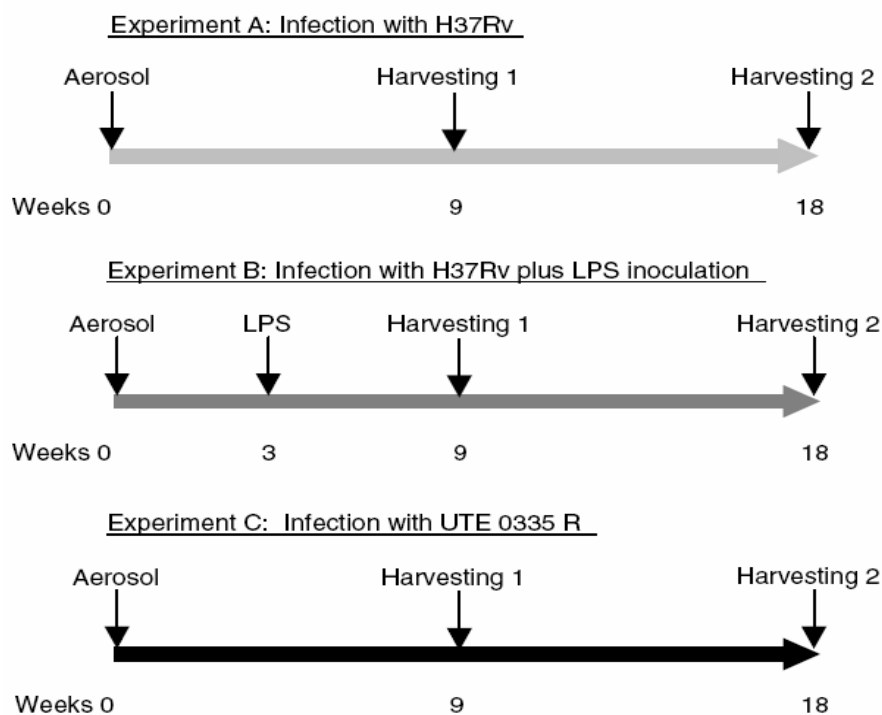 Experiment A: Infection with H37Rv
Aerosol Harvesting 1 Harvesting 2
Weeks 0 9 18
Experiment B: Infection with H37Rv plus LPS inoculation
Aerosol LPS Harvesting 1 Harvesting 2
Weeks 0 3 9 18
Experiment C: Infection with UTE 0335 R
Aerosol Harvesting 1 Harvesting 2
Weeks 0 9 18